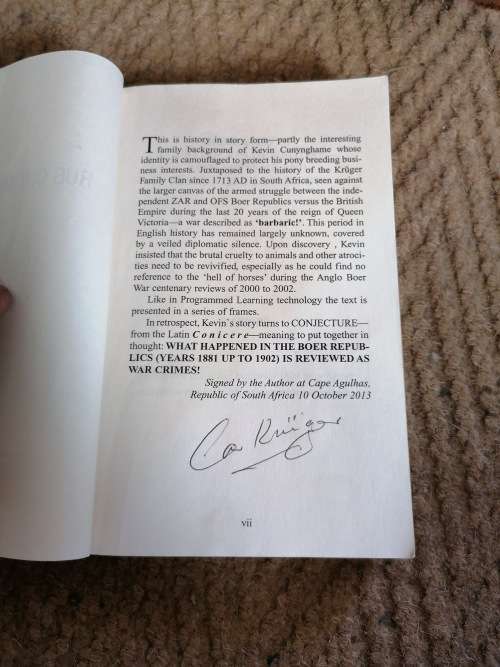 This is history in story form—partly the interesting
family background of Kevin Cunynghame whose
identity is camouflaged to protect his pony breeding busi-
ness interests. Juxtaposed to the history of the Krüger
Family Clan since 1713 AD in South Africa, seen against
the larger canvas of the armed struggle between the inde-
pendent ZAR and OFS Boer Republics versus the British
Empire during the last 20 years of the reign of Queen
Victoria—a war described as ‘barbaric!’. This period in
English history has remained largely unknown, covered
by a veiled diplomatic silence. Upon discovery , Kevin
insisted that the brutal cruelty to animals and other atroci-
ties need to be revivified, especially as he could find no
reference to the ‘hell of horses’ during the Anglo Boer
War centenary reviews of 2000 to 2002.
Like in Programmed Learning technology the text is
presented in a series of frames.
In retrospect, Kevin`s story turns to CONJECTURE—
from the Latin Conicere—meaning to put together in
thought: WHAT HAPPENED IN THE BOER REPUB-
LICS (YEARS 1881 UP TO 1902) IS REVIEWED AS
WAR CRIMES!
Signed by the Author at Cape Agulhas,
Republic of South Africa 10 October 2013
Krüger
vii